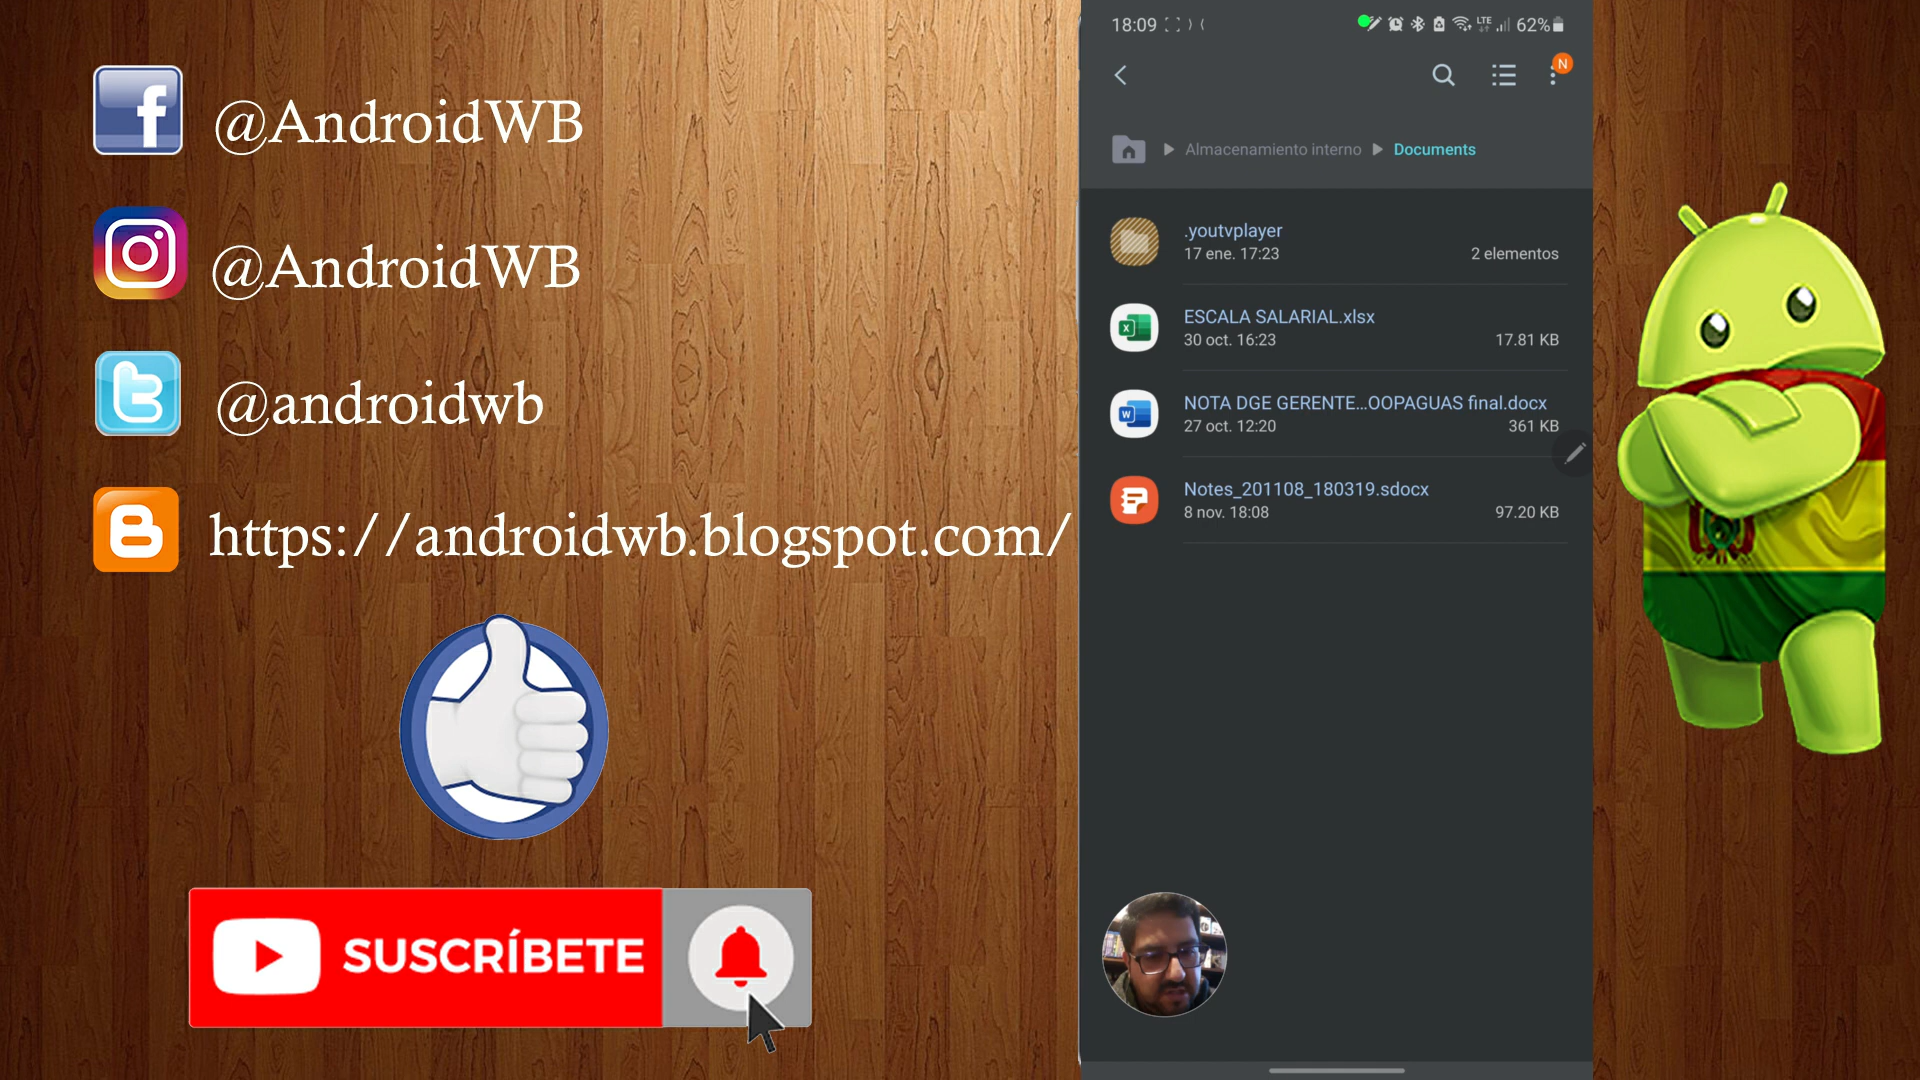 @AndroidWB
@AndroidWB
@androidwb
https://androidwb.blogspot.com/
SUSCRÍBETE
18:09
LTE
62%
N
Almacenamiento interno
Documents
.youtvplayer
17 ene. 17:23
2 elementos
ESCALA SALARIAL.xlsx
30 oct. 16:23
17.81 KB
NOTA DGE GERENTE...OOPAGUAS final.docx
27 oct. 12:20
361 KB
Notes_201108_180319.sdocx
8 nov. 18:08
97.20 KB